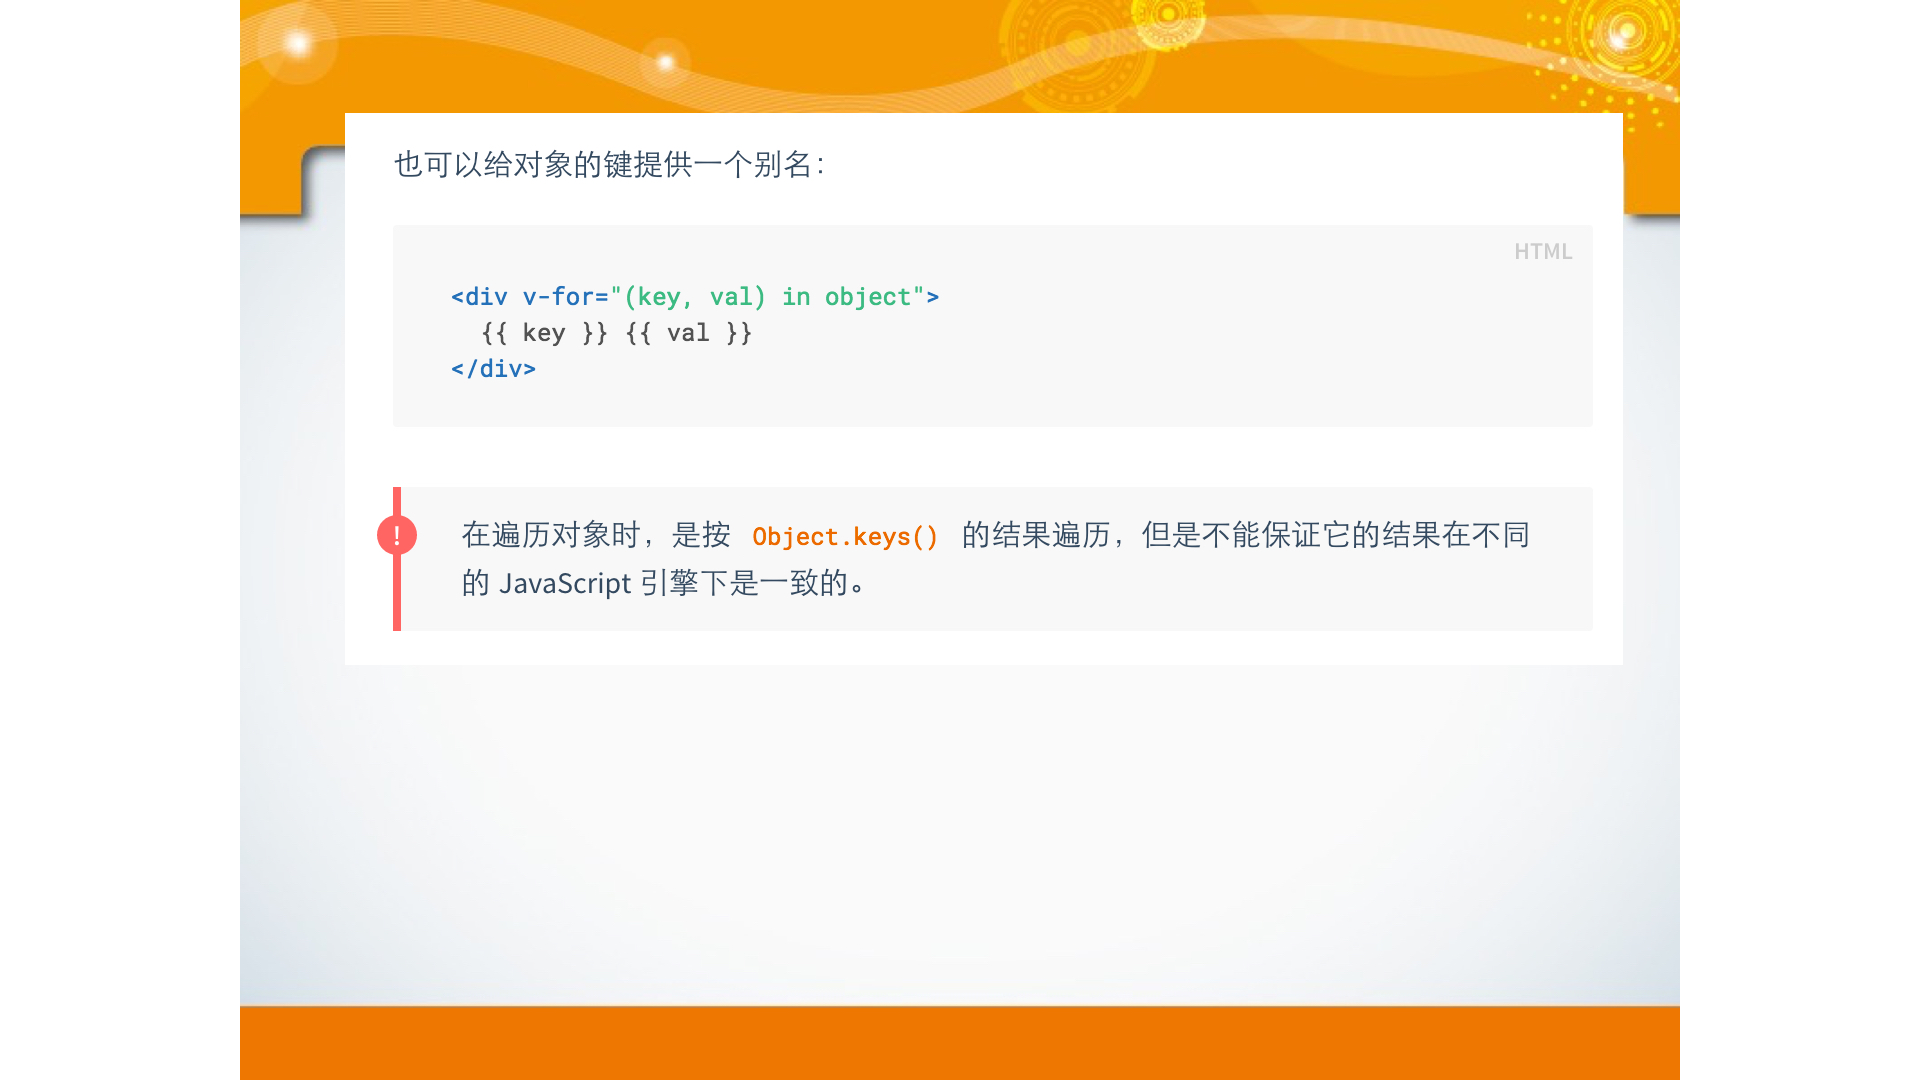 也可以给对象的键提供一个别名：
HTML
<div v-for="(key, val) in object">
  {{ key }} {{ val }}
</div>
!
在遍历对象时，是按 Object.keys() 的结果遍历，但是不能保证它的结果在不同
的 JavaScript 引擎下是一致的。